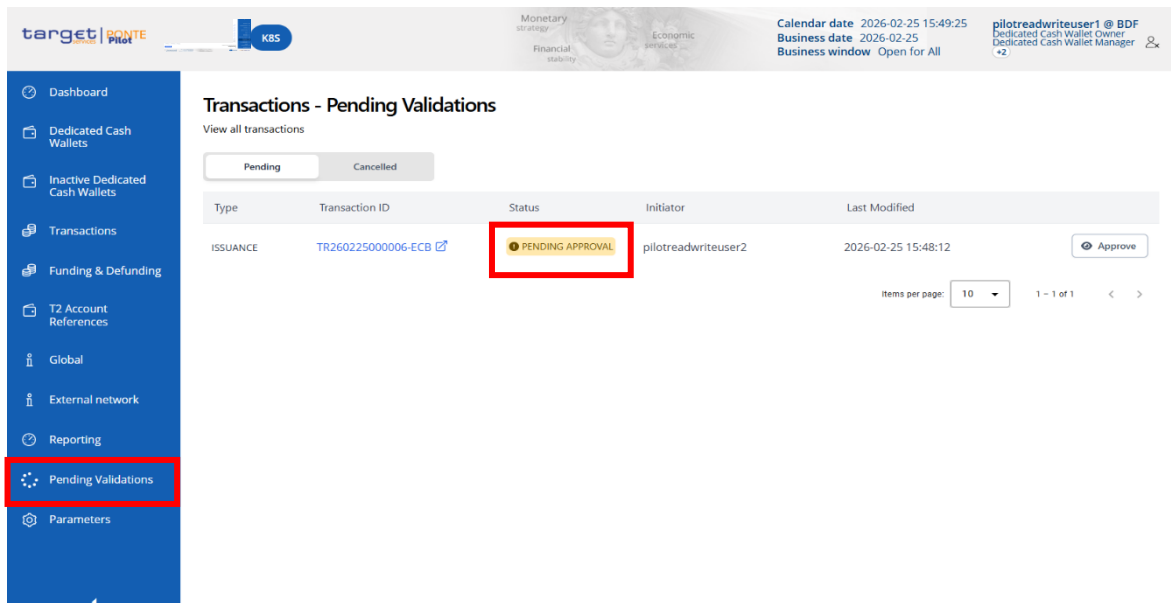 target | PONTE
services Pilot
KBS
Monetary
strategy
Economic
services
Financial
stability
Calendar date 2026-02-25 15:49:25
Business date 2026-02-25
Business window Open for All
pilotreadwriteuser1 @ BDF
Dedicated Cash Wallet Owner
Dedicated Cash Wallet Manager
+2
Dashboard
Dedicated Cash
Wallets
Inactive Dedicated
Cash Wallets
Transactions
Funding & Defunding
T2 Account
References
Global
External network
Reporting
Pending Validations
Parameters
Transactions - Pending Validations
View all transactions
Pending Cancelled
Type Transaction ID Status Initiator Last Modified
ISSUANCE TR260225000006-ECB PENDING APPROVAL pilotreadwriteuser2 2026-02-25 15:48:12 Approve
Items per page: 10 1 – 1 of 1 < >